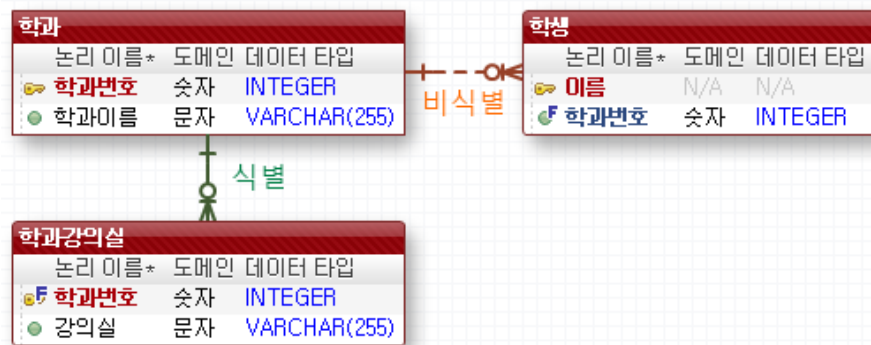 학과
논리 이름* 도메인 데이터 타입
학과번호 숫자 INTEGER
학과이름 문자 VARCHAR(255)
비식별
학생
논리 이름* 도메인 데이터 타입
이름 N/A N/A
F 학과번호 숫자 INTEGER
식별
학과강의실
논리 이름* 도메인 데이터 타입
F 학과번호 숫자 INTEGER
강의실 문자 VARCHAR(255)